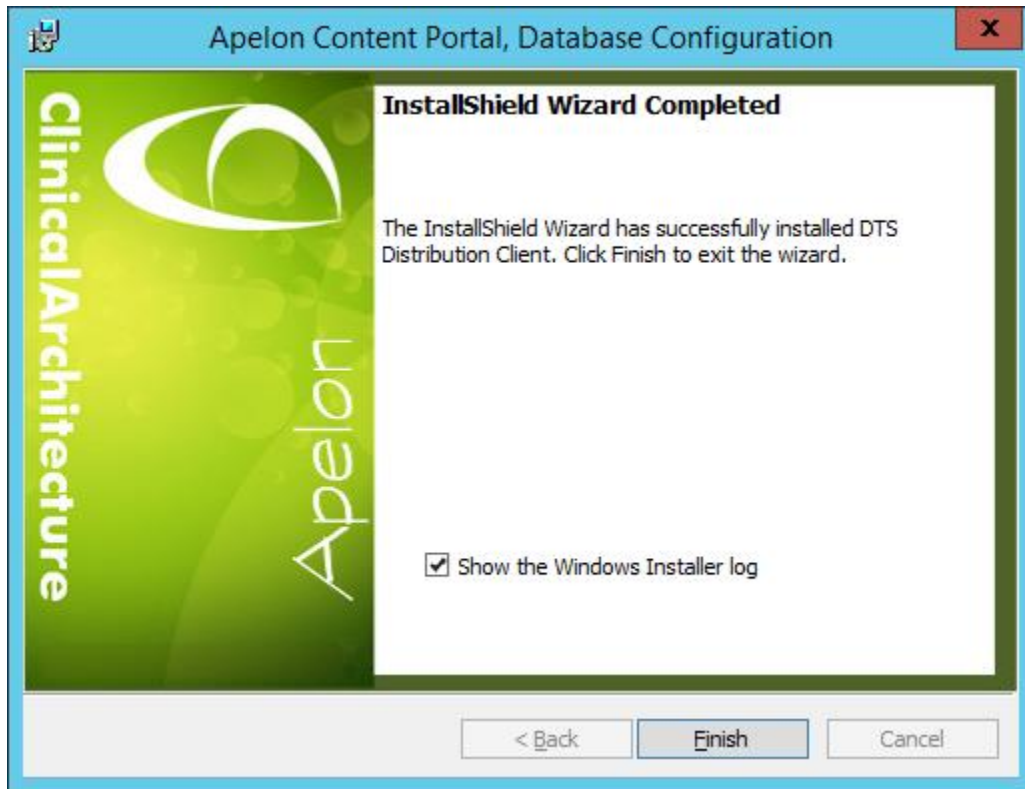 Apelon Content Portal, Database Configuration
x
ClinicalArchitecture
Apelon
InstallShield Wizard Completed
The InstallShield Wizard has successfully installed DTS
Distribution Client. Click Finish to exit the wizard.
Show the Windows Installer log
< Back
Finish
Cancel